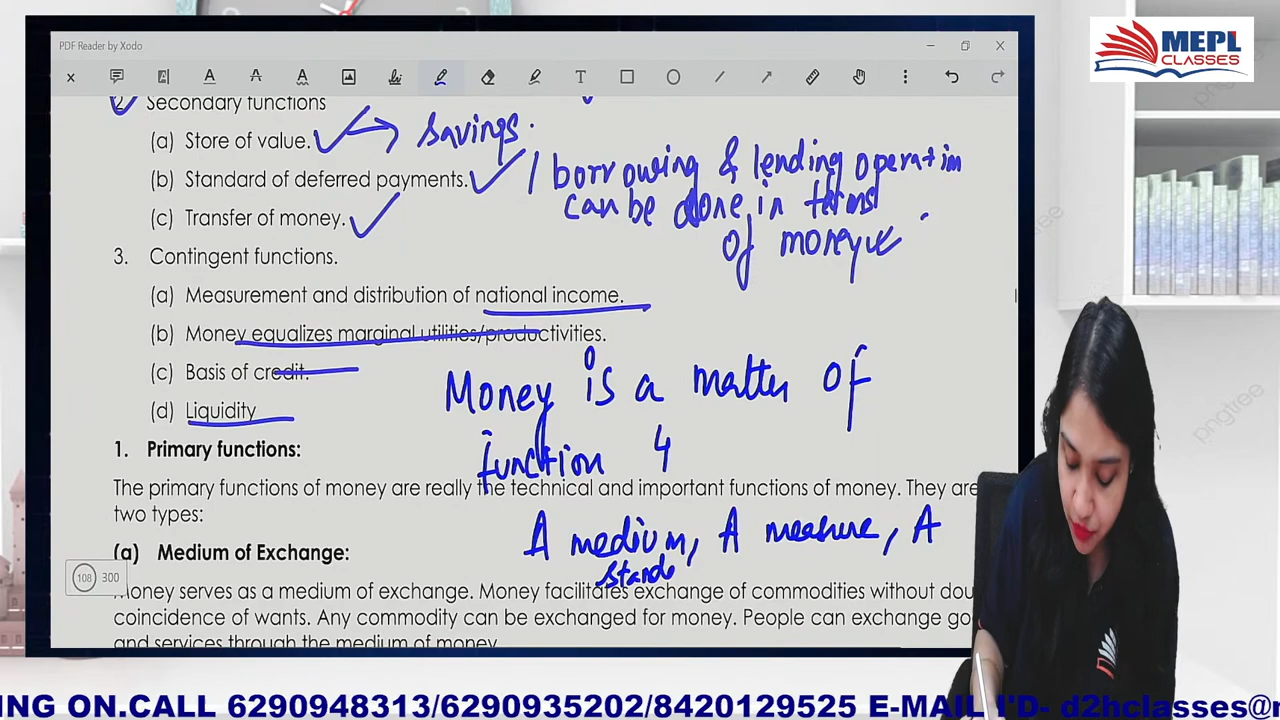 PDF Reader by Xodo
MEPL
CLASSES
2. Secondary functions
(a) Store of value. → savings.
(b) Standard of deferred payments. borrowing & lending operation
can be done in terms
(c) Transfer of money.
of money
3. Contingent functions.
(a) Measurement and distribution of national income.
(b) Money equalizes marginal utilities/productivities.
(c) Basis of credit.
Money is a matter of
(d) Liquidity
function 4
1. Primary functions:
The primary functions of money are really the technical and important functions of money. They are
two types:
A medium, A measure, A
(a) Medium of Exchange:
stand
108 300
Money serves as a medium of exchange. Money facilitates exchange of commodities without dou
coincidence of wants. Any commodity can be exchanged for money. People can exchange go
and services through the medium of money.
NG ON.CALL 6290948313/6290935202/8420129525 E-MAIL I'D- d2hclasses@
pngtree
pngtree